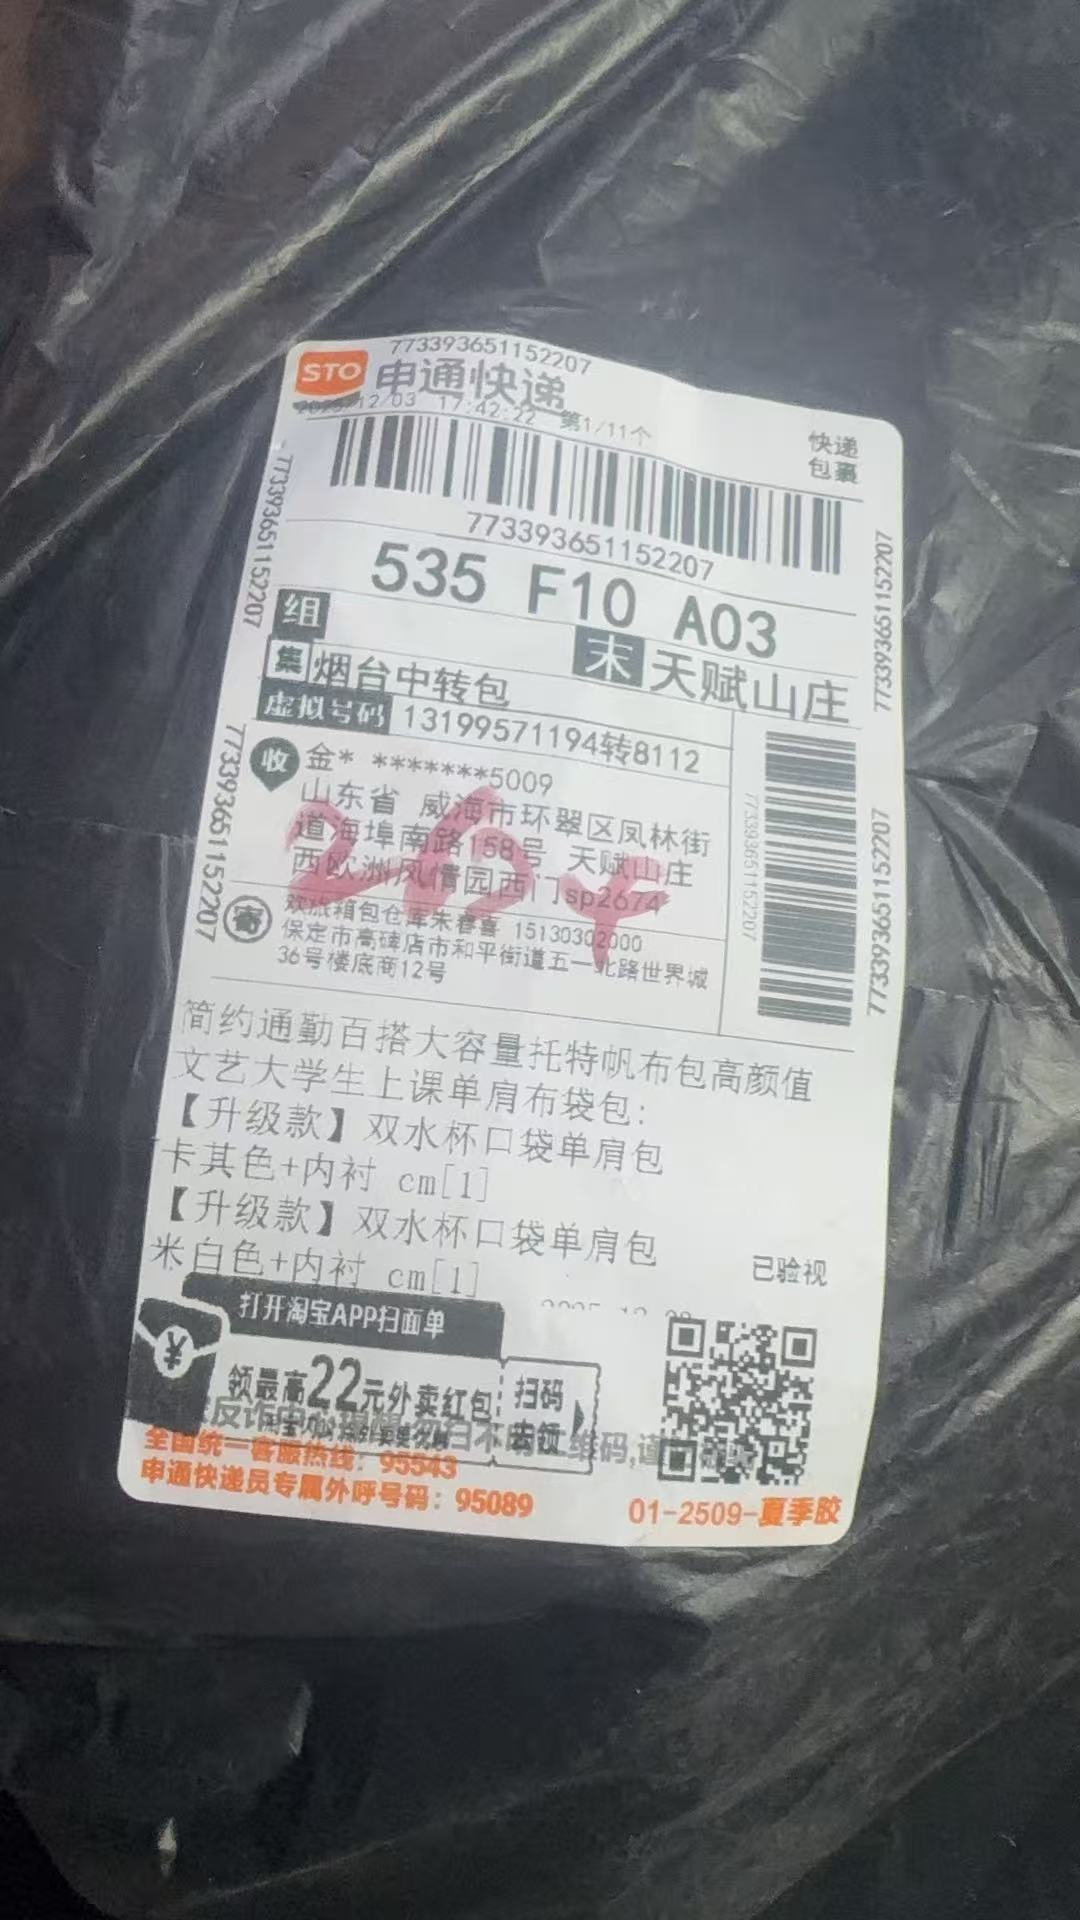 773393651152207
STO 申通快递
2025/12/03 17:42:22 第1/11个
快递
包裹
773393651152207
535 F10 A03
组
末 天赋山庄
集 烟台中转包
虚拟号码 13199571194转8112
收 金* *******5009
山东省 威海市环翠区凤林街
道海埠南路158号 天赋山庄
西欧洲风情园西门sp2674
寄 欢旅箱包仓库朱春喜 15130302000
保定市高碑店市和平街道五一北路世界城
36号楼底商12号
773393651152207
773393651152207
773393651152207
773393651152207
773393651152207
简约通勤百搭大容量托特帆布包高颜值
文艺大学生上课单肩布袋包:
【升级款】双水杯口袋单肩包
卡其色+内衬 cm[1]
【升级款】双水杯口袋单肩包
米白色+内衬 cm[1]
已验视
打开淘宝APP扫面单
领最高22元外卖红包
扫码
去领
全国统一客服热线：95543
申通快递员专属外呼号码：95089
01-2509-夏季胶